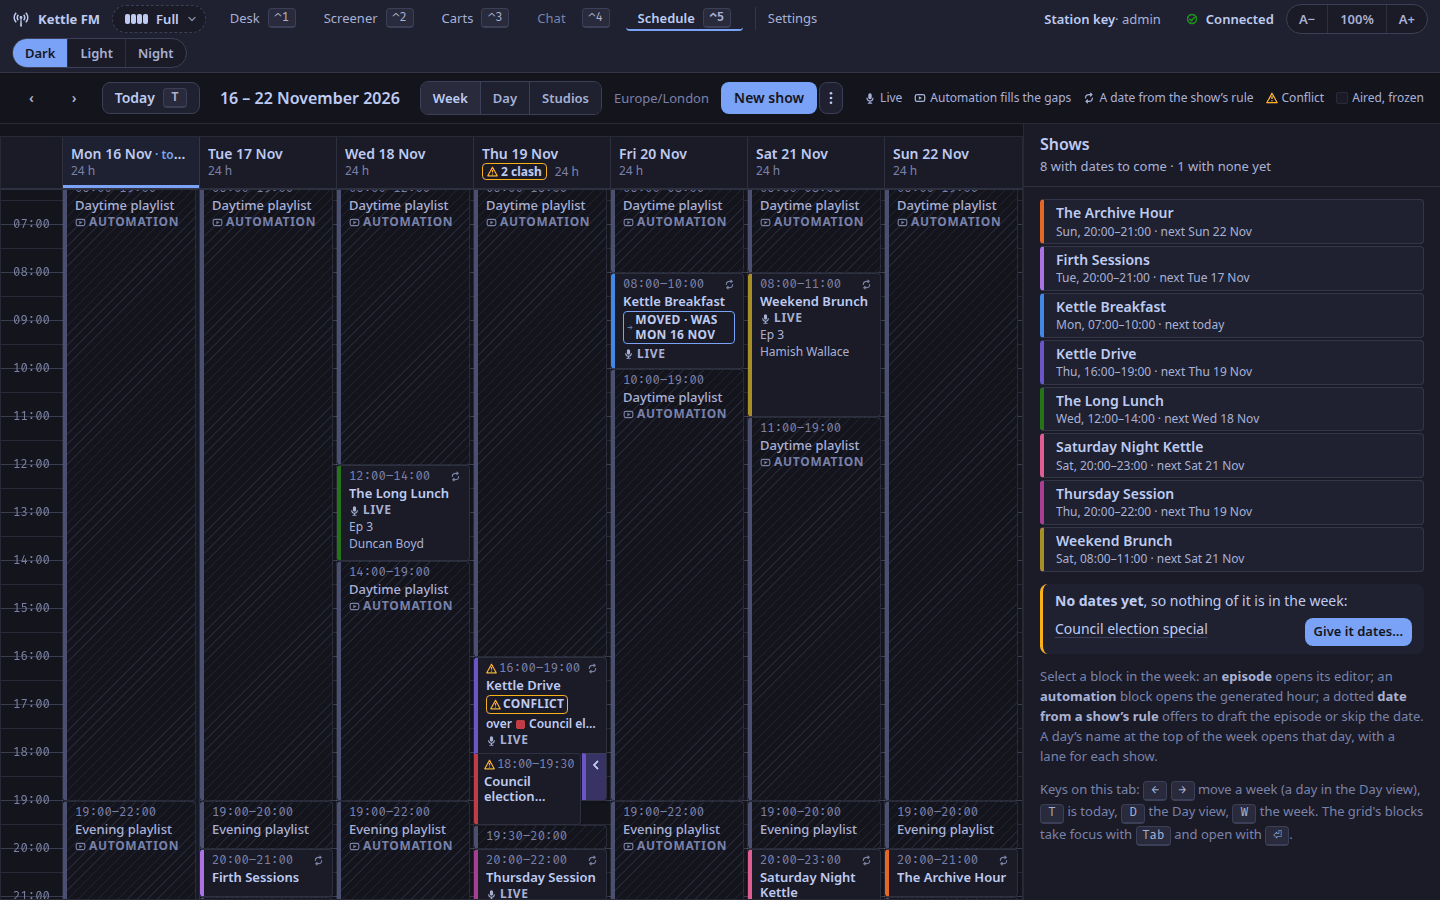 Kettle FM
Full
Desk ^1
Screener ^2
Carts ^3
Chat ^4
Schedule ^5
Settings
Station key · admin
Connected
A− 100% A+
Dark Light Night
‹ › Today T
16 – 22 November 2026
Week Day Studios
Europe/London
New show
Live
Automation fills the gaps
A date from the show’s rule
Conflict
Aired, frozen
Mon 16 Nov · to…
24 h
Tue 17 Nov
24 h
Wed 18 Nov
24 h
Thu 19 Nov
2 clash 24 h
Fri 20 Nov
24 h
Sat 21 Nov
24 h
Sun 22 Nov
24 h
07:00
08:00
09:00
10:00
11:00
12:00
13:00
14:00
15:00
16:00
17:00
18:00
19:00
20:00
21:00
Daytime playlist
AUTOMATION
19:00–22:00
Evening playlist
AUTOMATION
Daytime playlist
AUTOMATION
19:00–20:00
Evening playlist
20:00–21:00
Firth Sessions
Daytime playlist
AUTOMATION
12:00–14:00
The Long Lunch
LIVE
Ep 3
Duncan Boyd
14:00–19:00
Daytime playlist
AUTOMATION
19:00–22:00
Evening playlist
AUTOMATION
Daytime playlist
AUTOMATION
16:00–19:00
Kettle Drive
CONFLICT
over Council el…
LIVE
18:00–19:30
Council
election…
19:30–20:00
20:00–22:00
Thursday Session
LIVE
Daytime playlist
AUTOMATION
08:00–10:00
Kettle Breakfast
MOVED · WAS
MON 16 NOV
LIVE
10:00–19:00
Daytime playlist
AUTOMATION
19:00–22:00
Evening playlist
AUTOMATION
Daytime playlist
AUTOMATION
08:00–11:00
Weekend Brunch
LIVE
Ep 3
Hamish Wallace
11:00–19:00
Daytime playlist
AUTOMATION
19:00–20:00
Evening playlist
20:00–23:00
Saturday Night
Kettle
Daytime playlist
AUTOMATION
19:00–20:00
Evening playlist
20:00–21:00
The Archive Hour
Shows
8 with dates to come · 1 with none yet
The Archive Hour
Sun, 20:00–21:00 · next Sun 22 Nov
Firth Sessions
Tue, 20:00–21:00 · next Tue 17 Nov
Kettle Breakfast
Mon, 07:00–10:00 · next today
Kettle Drive
Thu, 16:00–19:00 · next Thu 19 Nov
The Long Lunch
Wed, 12:00–14:00 · next Wed 18 Nov
Saturday Night Kettle
Sat, 20:00–23:00 · next Sat 21 Nov
Thursday Session
Thu, 20:00–22:00 · next Thu 19 Nov
Weekend Brunch
Sat, 08:00–11:00 · next Sat 21 Nov
No dates yet, so nothing of it is in the week:
Council election special
Give it dates…
Select a block in the week: an episode opens its editor; an
automation block opens the generated hour; a dotted date
from a show’s rule offers to draft the episode or skip the date.
A day’s name at the top of the week opens that day, with a
lane for each show.
Keys on this tab: ← → move a week (a day in the Day view),
T is today, D the Day view, W the week. The grid’s blocks
take focus with Tab and open with ⏎.